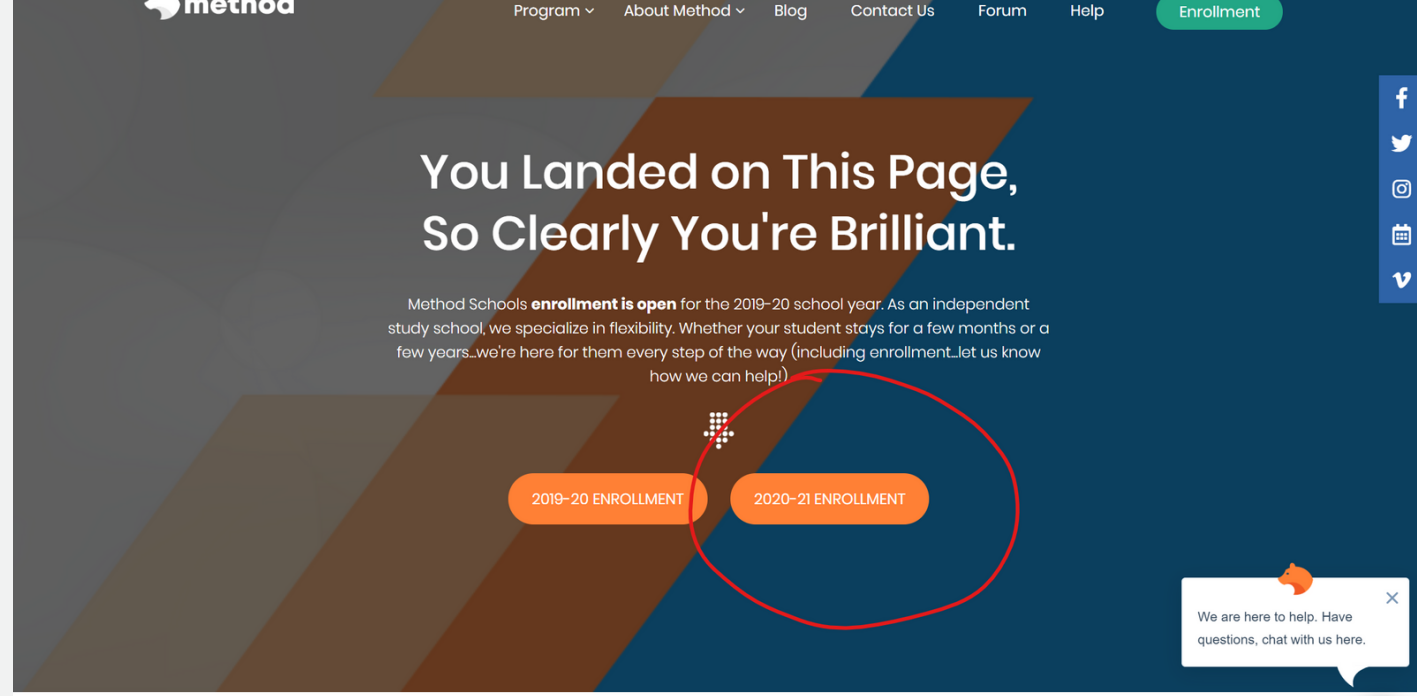 method
Program About Method Blog Contact Us Forum Help Enrollment
You Landed on This Page,
So Clearly You're Brilliant.
Method Schools enrollment is open for the 2019-20 school year. As an independent
study school, we specialize in flexibility. Whether your student stays for a few months or a
few years...we're here for them every step of the way (including enrollment...let us know
how we can help!)
2019-20 ENROLLMENT 2020-21 ENROLLMENT
We are here to help. Have
questions, chat with us here.